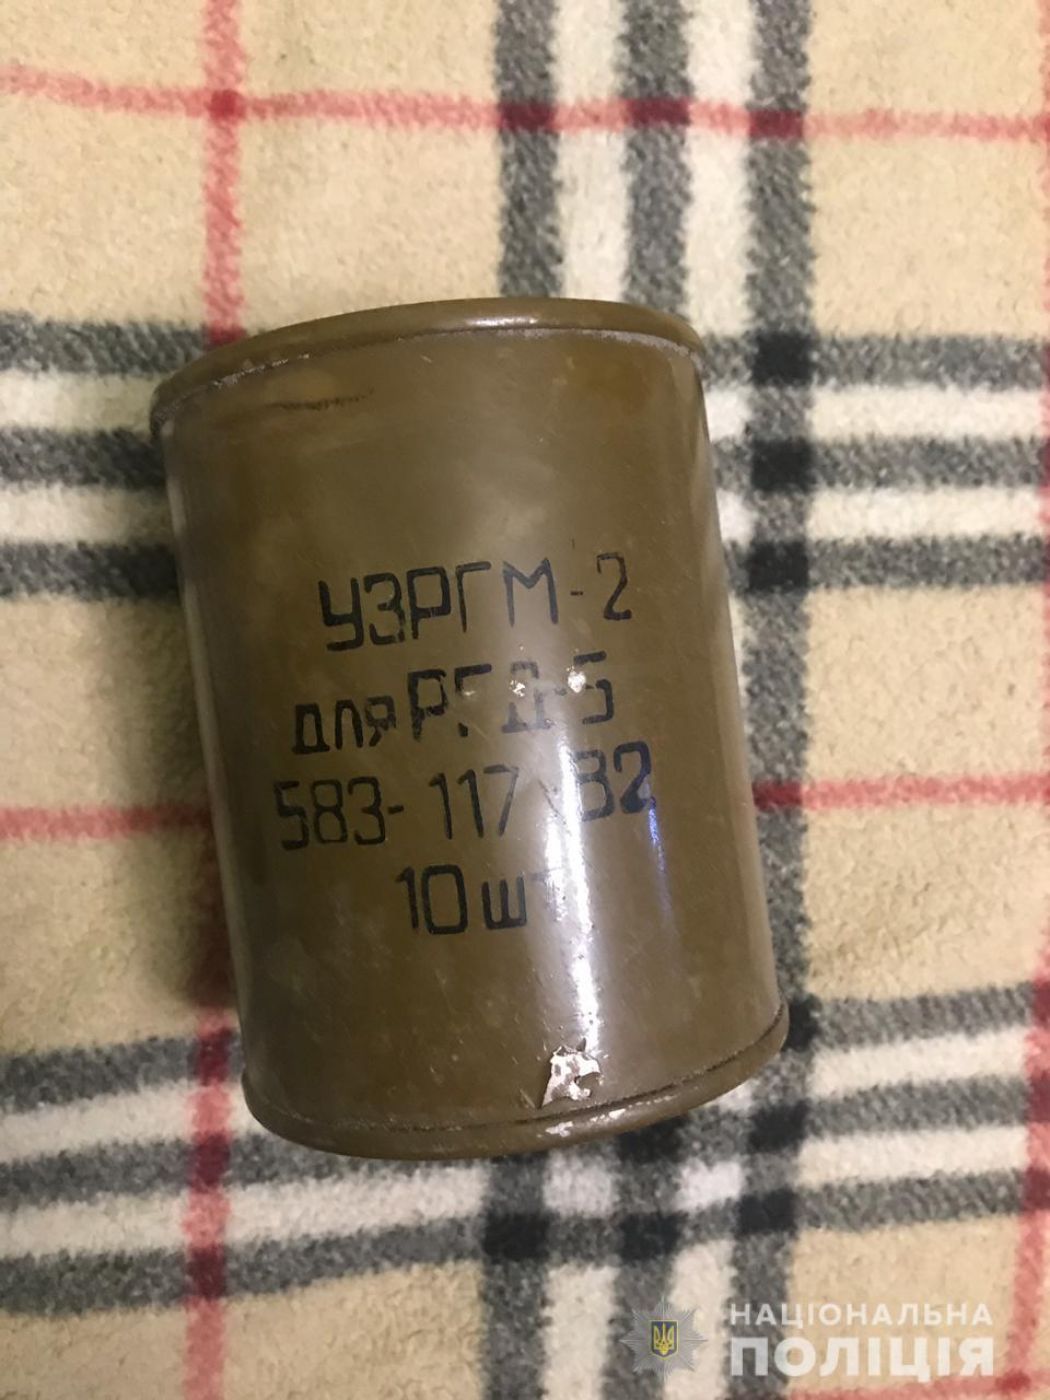 УЗРГМ-2
для РГД-5
583-117 82
10 шт
НАЦІОНАЛЬНА
ПОЛІЦІЯ